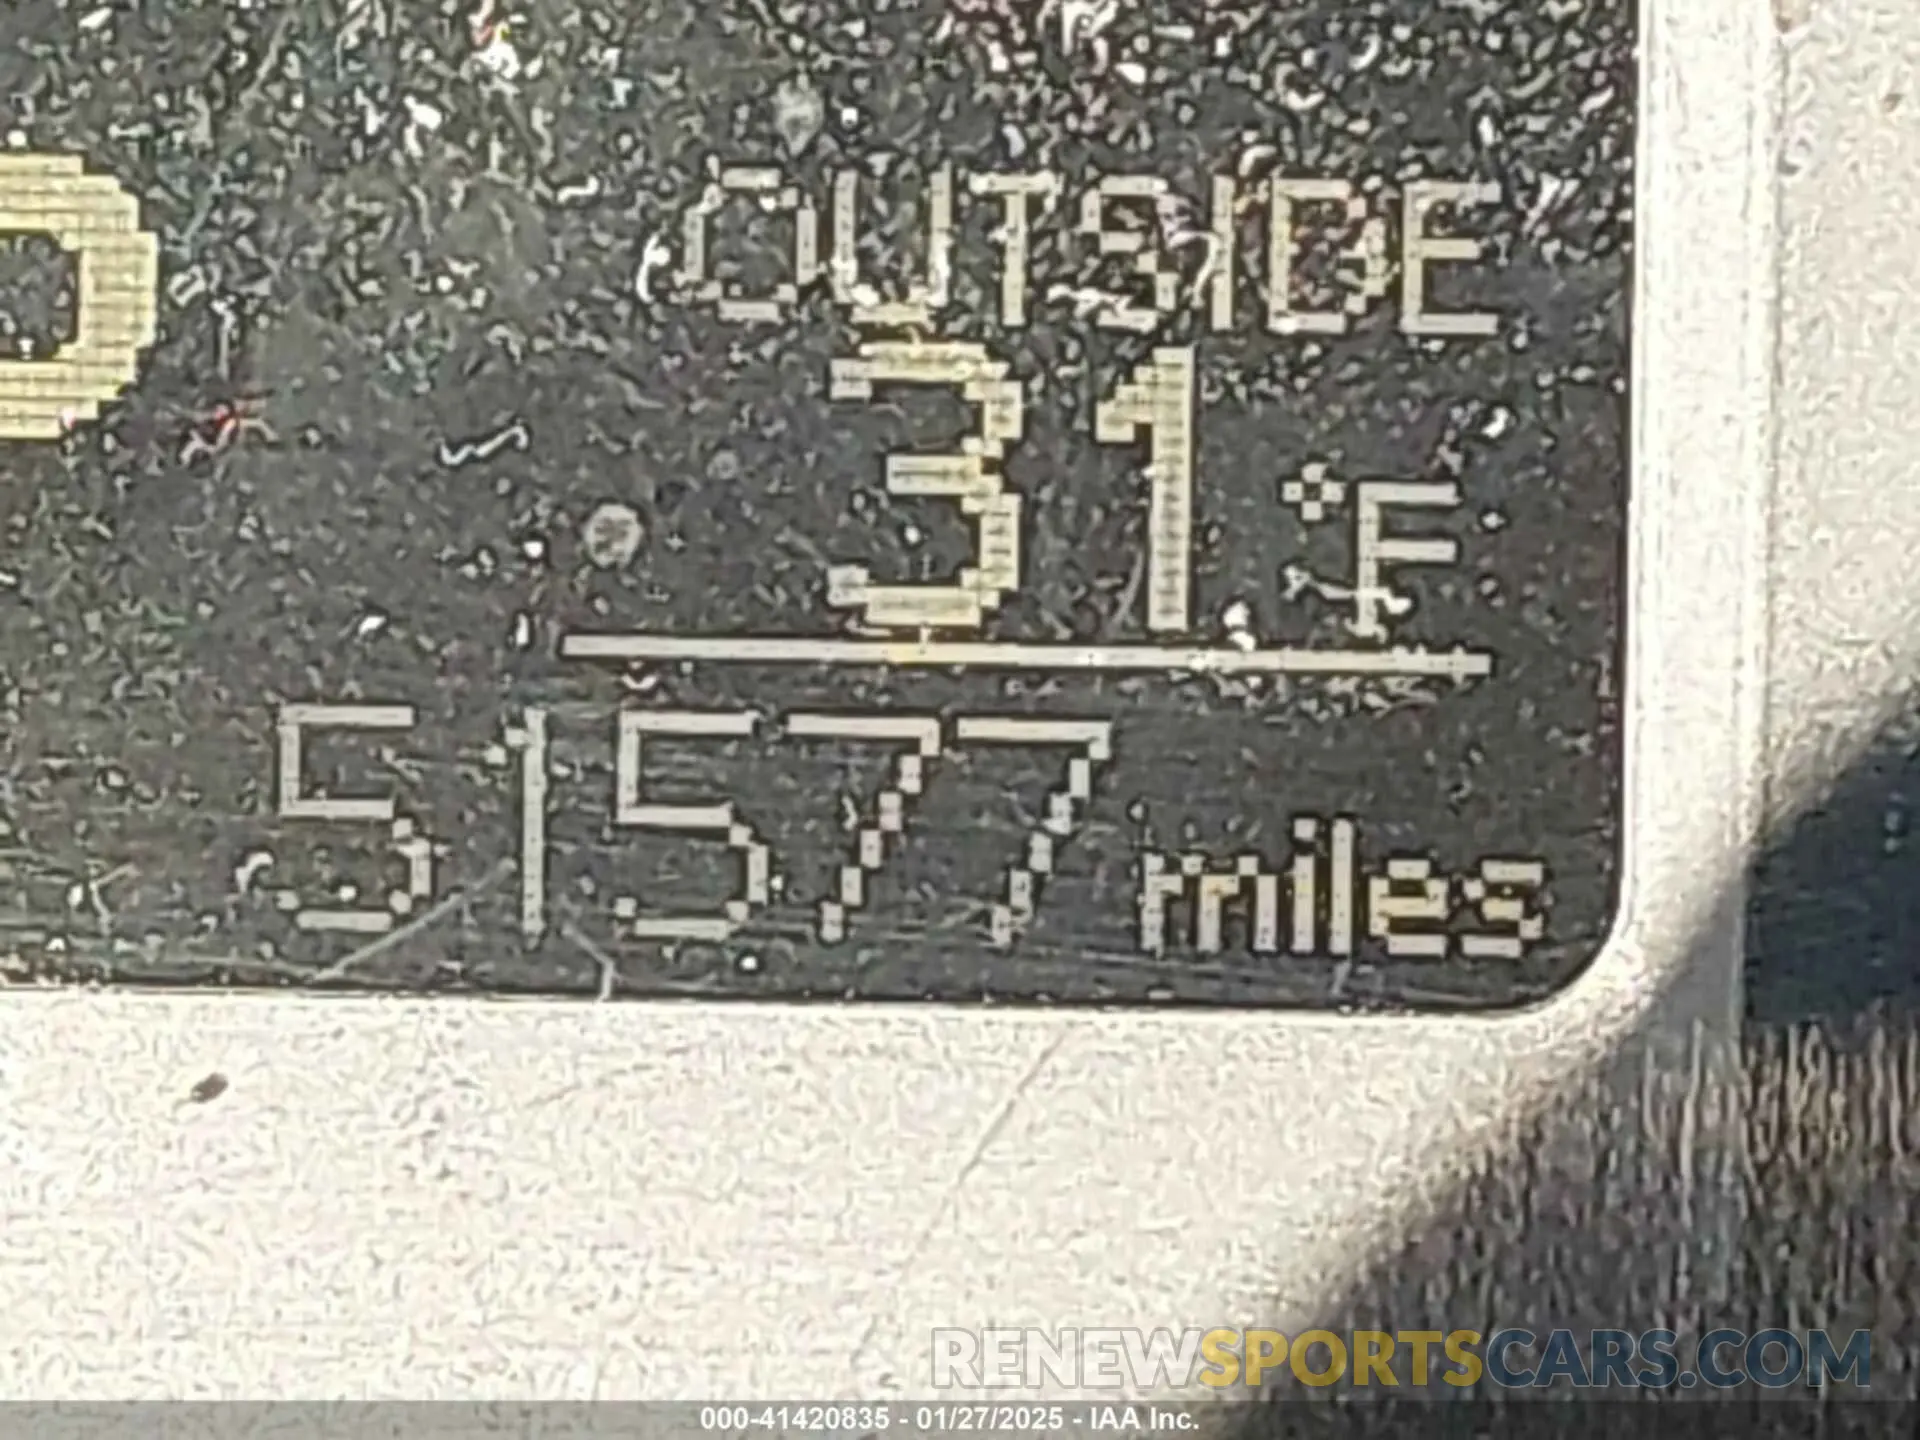 OUTSIDE
31 °F
51577 miles
RENEWSPORTSCARS.COM
000-41420835 - 01/27/2025 - IAA Inc.